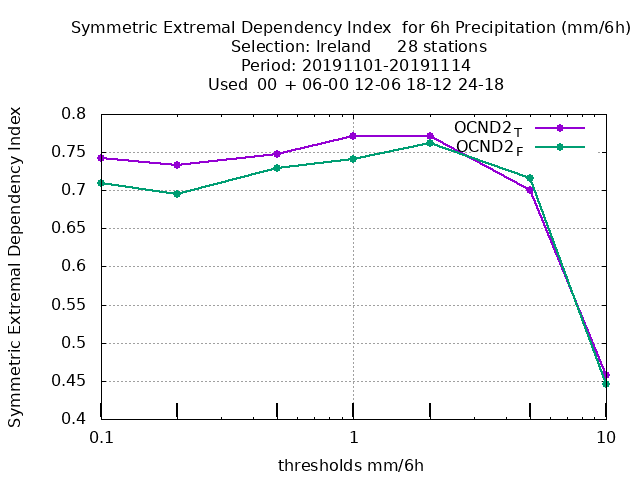 Symmetric Extremal Dependency Index  for 6h Precipitation (mm/6h)
Selection: Ireland     28 stations
Period: 20191101-20191114
Used  00 + 06-00 12-06 18-12 24-18
Symmetric Extremal Dependency Index
0.8
0.75
0.7
0.65
0.6
0.55
0.5
0.45
0.4
OCND2T
OCND2F
0.1
1
10
thresholds mm/6h